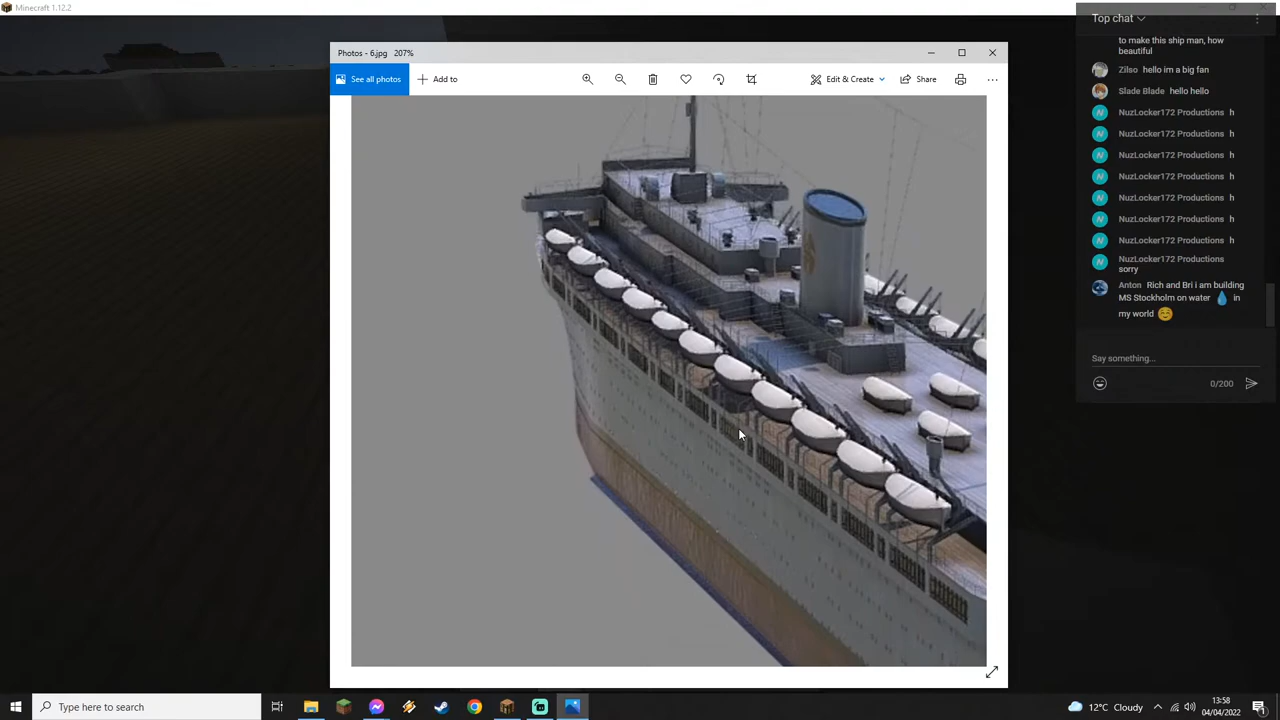 Minecraft 1.12.2
Top chat
to make this ship man, how
beautiful
Zilso hello im a big fan
Slade Blade hello hello
NuzLocker172 Productions h
NuzLocker172 Productions h
NuzLocker172 Productions h
NuzLocker172 Productions h
NuzLocker172 Productions h
NuzLocker172 Productions h
NuzLocker172 Productions h
NuzLocker172 Productions
sorry
Anton Rich and Bri i am building
MS Stockholm on water 💧 in
my world ☺️
Say something...
0/200
Photos - 6.jpg 207%
See all photos
Add to
Edit & Create
Share
Type here to search
12°C Cloudy
13:58
04/04/2022